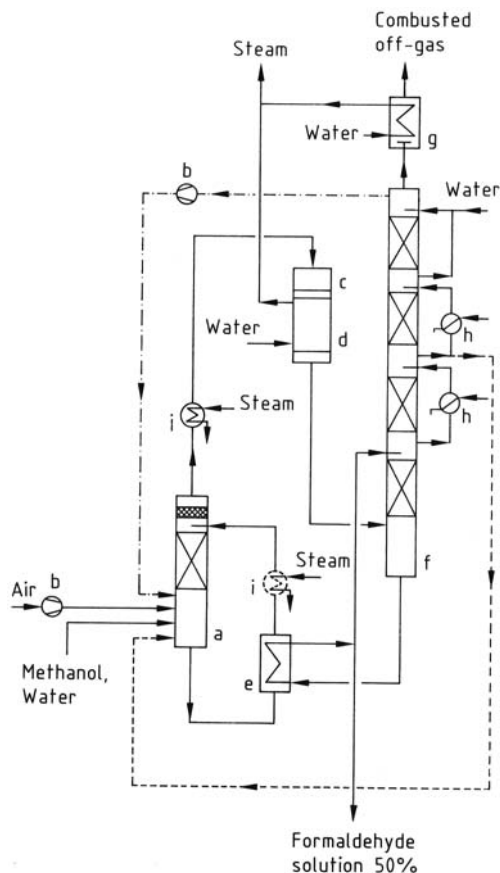 Combusted
off-gas
Steam
Water
g
b
Water
c
Water
d
h
Steam
i
h
Steam
i
f
Air
b
a
Methanol,
Water
e
Formaldehyde
solution 50%